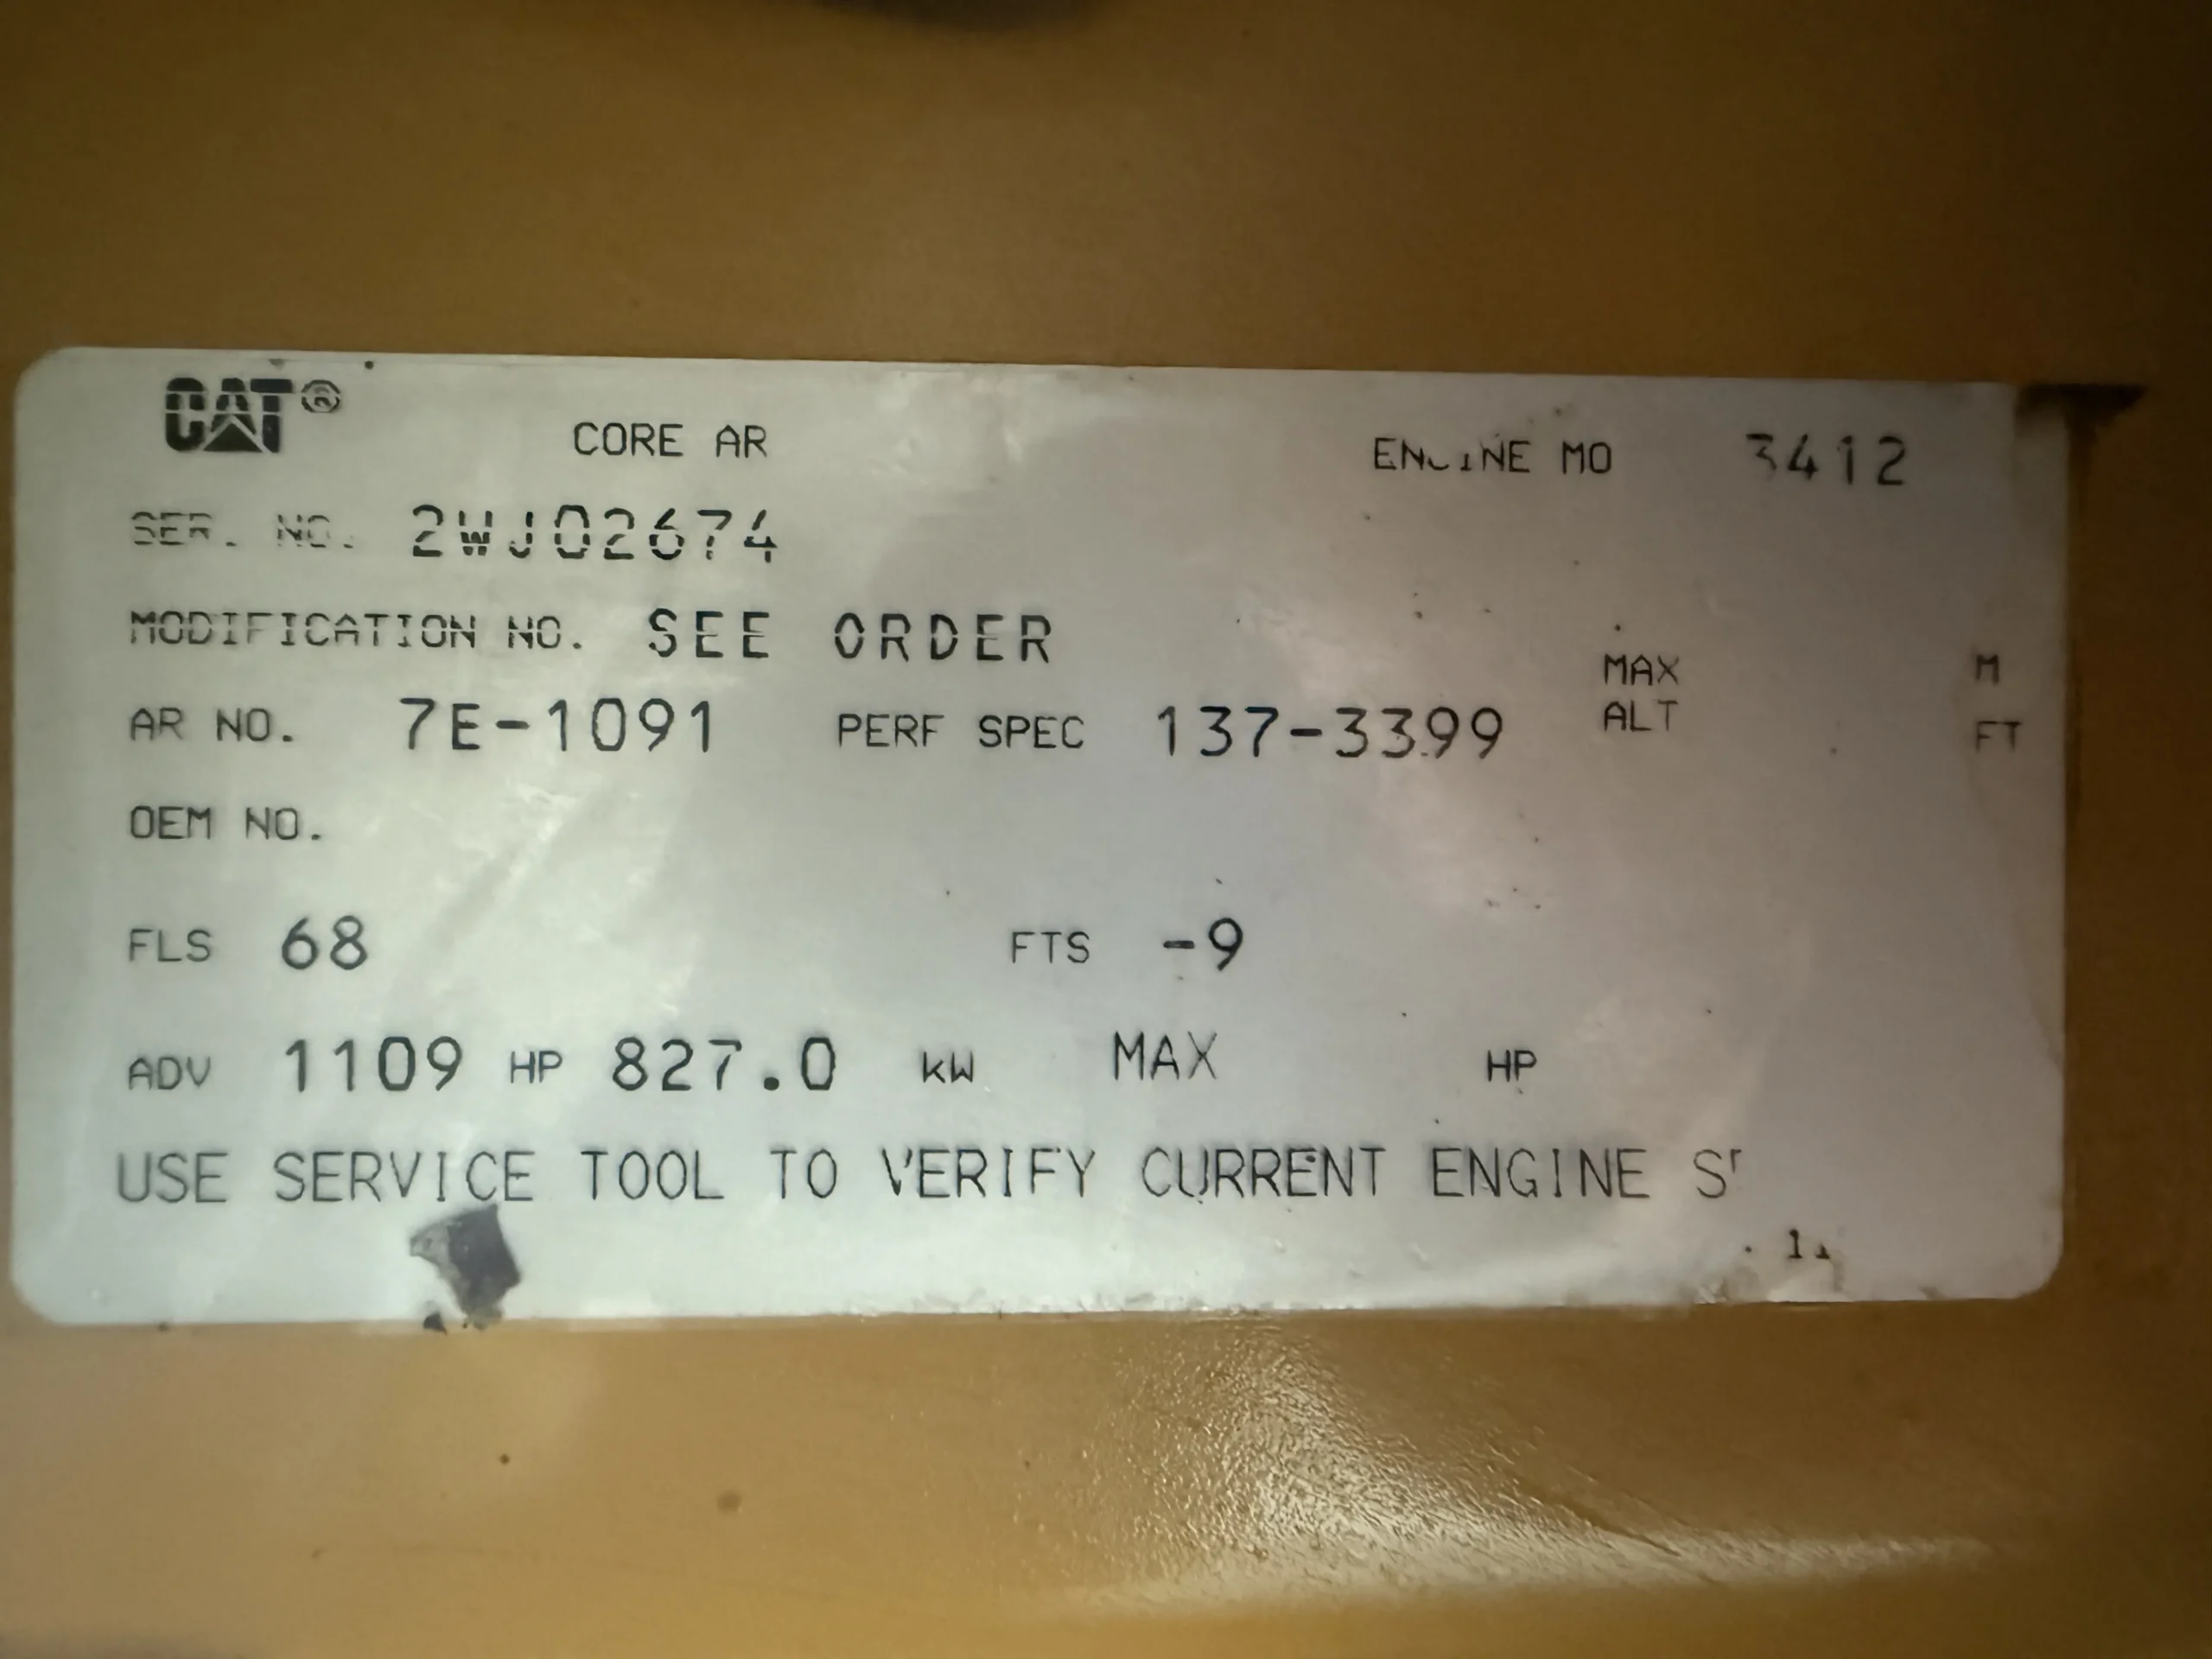 CAT® CORE AR ENGINE MO 3412
SER. NO. 2WJ02674
MODIFICATION NO. SEE ORDER
MAX M
AR NO. 7E-1091 PERF SPEC 137-3399 ALT FT
OEM NO.
FLS 68 FTS -9
ADV 1109 HP 827.0 kW MAX HP
USE SERVICE TOOL TO VERIFY CURRENT ENGINE